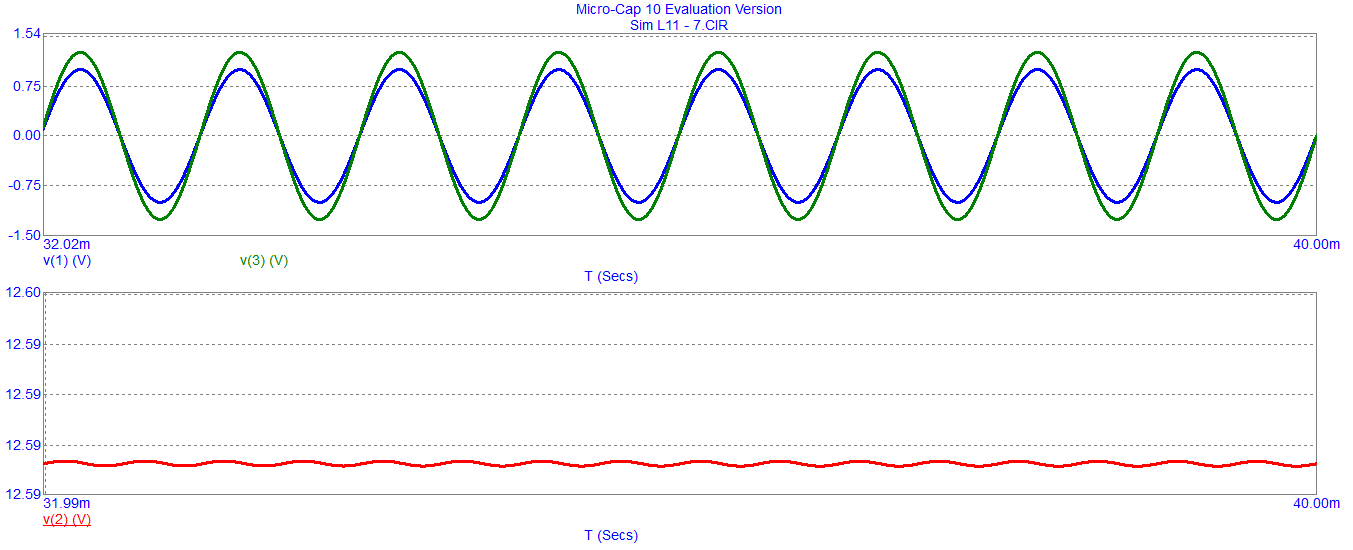 Micro-Cap 10 Evaluation Version
Sim L11 - 7.CIR
1.54
0.75
0.00
-0.75
-1.50
32.02m
40.00m
v(1) (V)
v(3) (V)
T (Secs)
12.60
12.59
12.59
12.59
12.59
31.99m
40.00m
v(2) (V)
T (Secs)